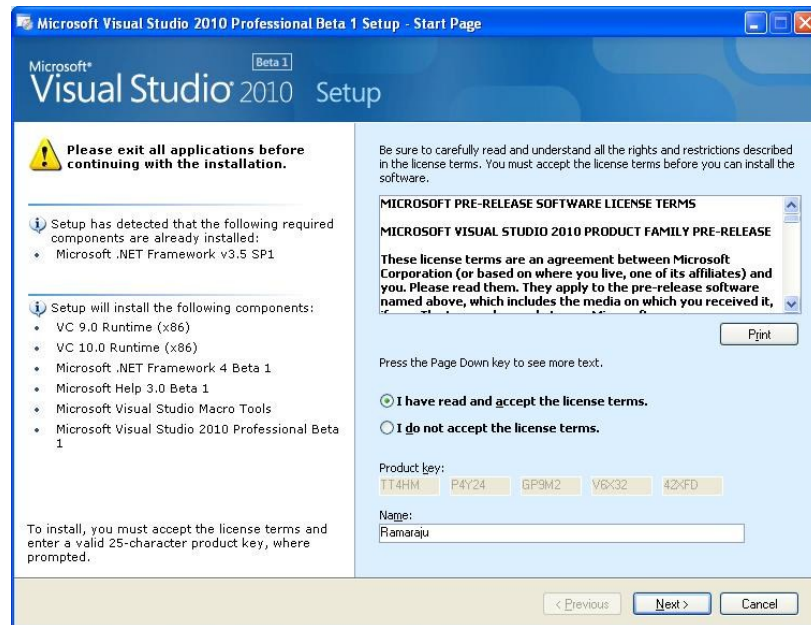 Microsoft Visual Studio 2010 Professional Beta 1 Setup - Start Page
Beta 1
Microsoft®
Visual Studio® 2010 Setup
Please exit all applications before
continuing with the installation.
Setup has detected that the following required
components are already installed:
• Microsoft .NET Framework v3.5 SP1
Setup will install the following components:
• VC 9.0 Runtime (x86)
• VC 10.0 Runtime (x86)
• Microsoft .NET Framework 4 Beta 1
• Microsoft Help 3.0 Beta 1
• Microsoft Visual Studio Macro Tools
• Microsoft Visual Studio 2010 Professional Beta
1
To install, you must accept the license terms and
enter a valid 25-character product key, where
prompted.
Be sure to carefully read and understand all the rights and restrictions described
in the license terms. You must accept the license terms before you can install the
software.
MICROSOFT PRE-RELEASE SOFTWARE LICENSE TERMS
MICROSOFT VISUAL STUDIO 2010 PRODUCT FAMILY PRE-RELEASE
These license terms are an agreement between Microsoft
Corporation (or based on where you live, one of its affiliates) and
you. Please read them. They apply to the pre-release software
named above, which includes the media on which you received it,
Print
Press the Page Down key to see more text.
I have read and accept the license terms.
I do not accept the license terms.
Product key:
TT4HM P4Y24 GP9M2 V6X32 42XFD
Name:
Ramaraju
< Previous Next > Cancel